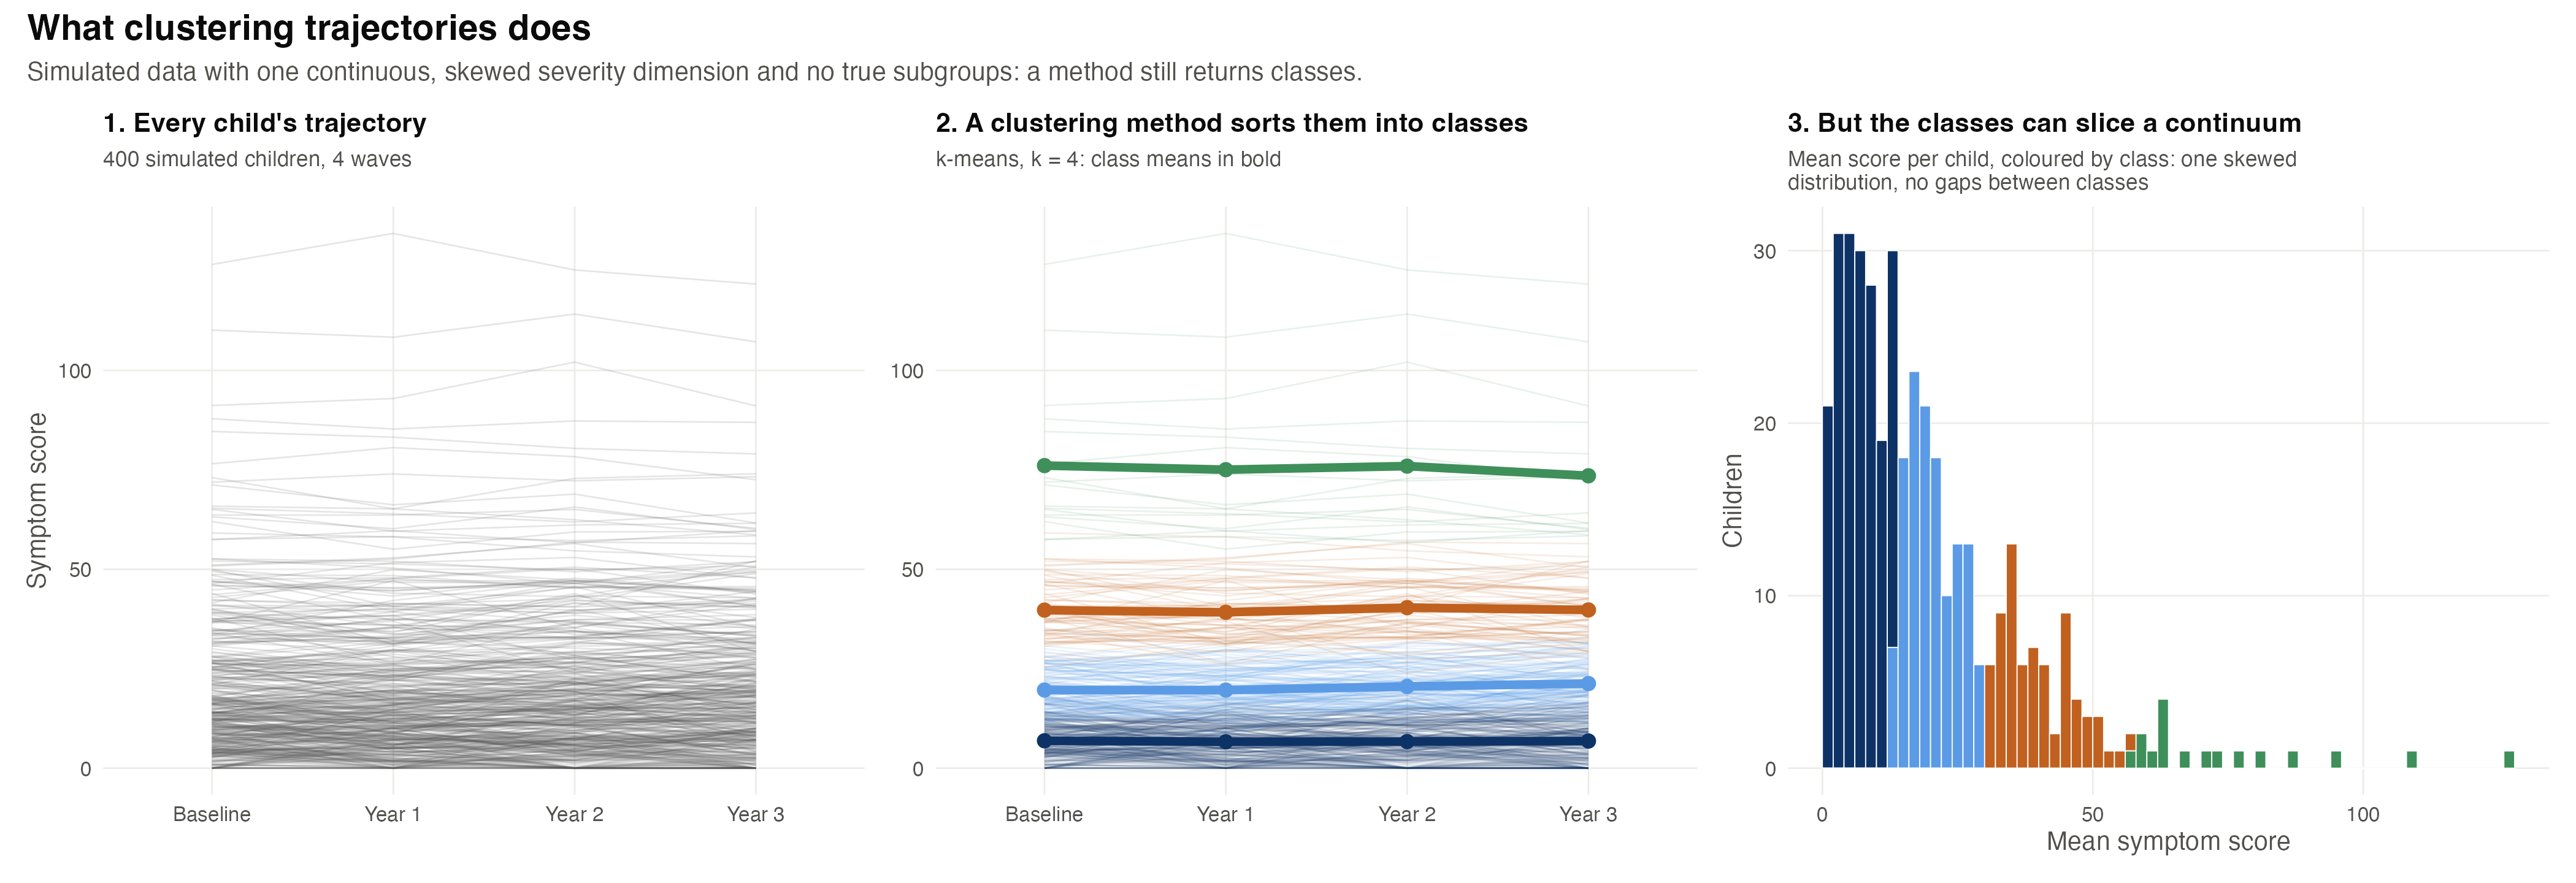 What clustering trajectories does
Simulated data with one continuous, skewed severity dimension and no true subgroups: a method still returns classes.
1. Every child's trajectory
400 simulated children, 4 waves
Symptom score
100
50
0
Baseline
Year 1
Year 2
Year 3
2. A clustering method sorts them into classes
k-means, k = 4: class means in bold
100
50
0
Baseline
Year 1
Year 2
Year 3
3. But the classes can slice a continuum
Mean score per child, coloured by class: one skewed
distribution, no gaps between classes
Children
30
20
10
0
0
50
100
Mean symptom score